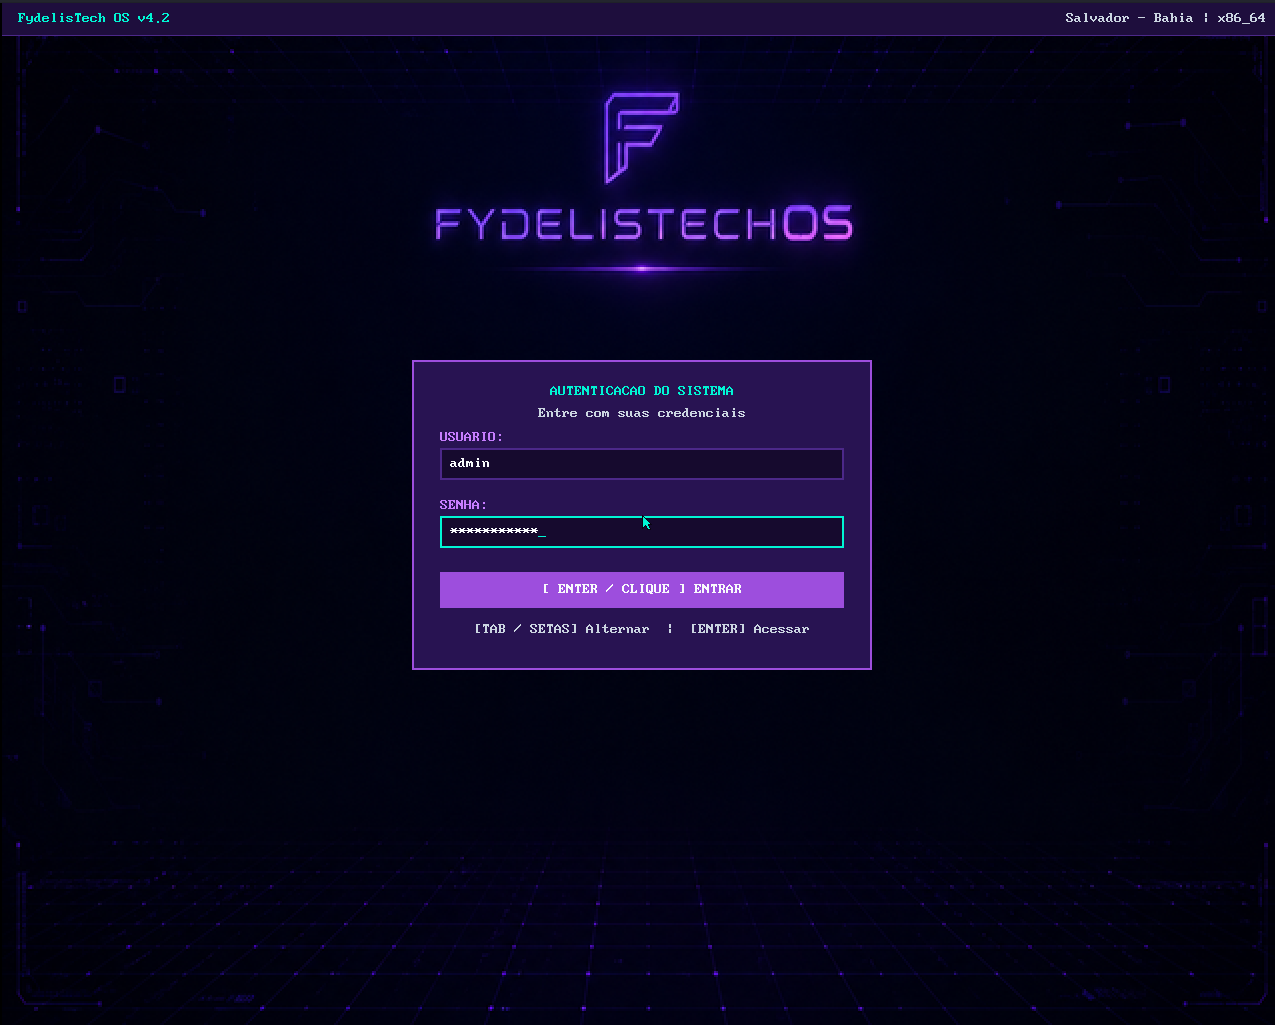 FydelisTech OS v4.2
Salvador - Bahia | x86_64
FYDELISTECHOS
AUTENTICACAO DO SISTEMA
Entre com suas credenciais
USUARIO:
admin
SENHA:
***********_
[ ENTER / CLIQUE ] ENTRAR
[TAB / SETAS] Alternar | [ENTER] Acessar